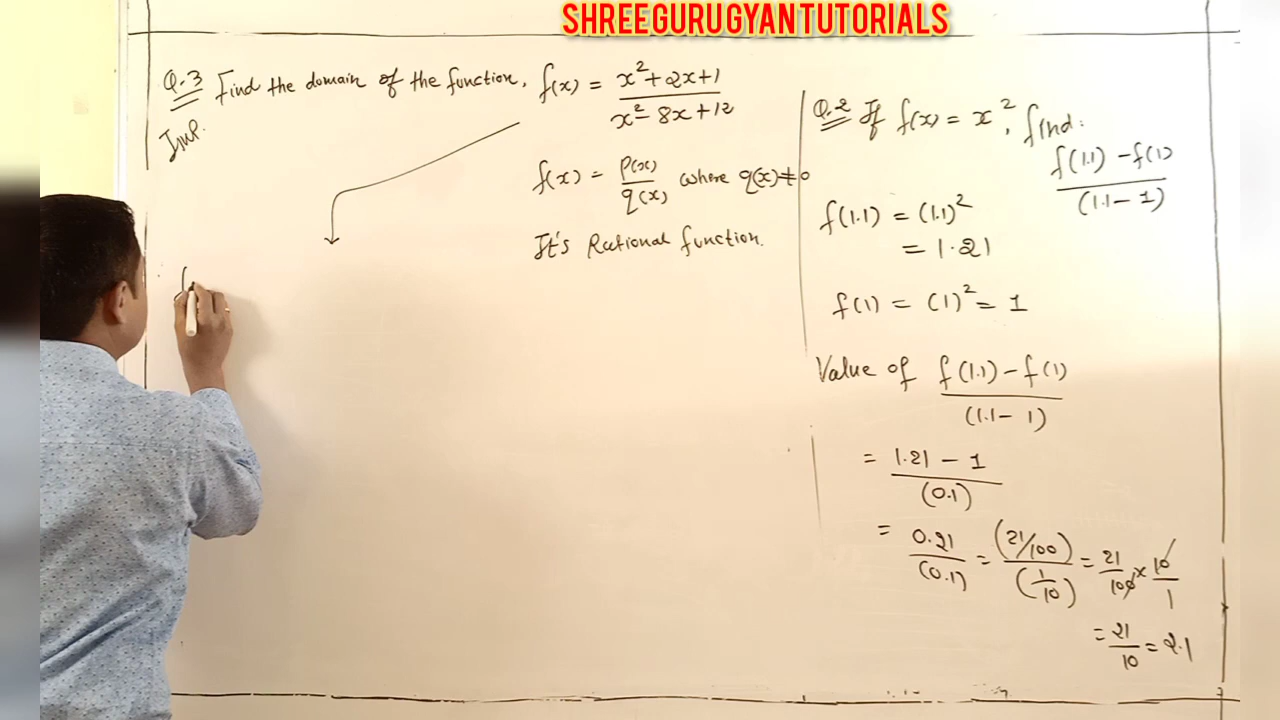 SHREE GURU GYAN TUTORIALS
Q.3 Find the domain of the function, f(x) = x²+2x+1 / x²-8x+12
Imp.
f(x) = p(x)/q(x) where q(x)≠0
It's Rational function.
Q.2 If f(x) = x², find:
f(1.1) - f(1) / (1.1 - 1)
f(1.1) = (1.1)²
= 1.21
f(1) = (1)² = 1
Value of f(1.1) - f(1) / (1.1 - 1)
= 1.21 - 1 / (0.1)
= 0.21/(0.1) = (21/100)/(1/10) = 21/100 × 10/1
= 21/10 = 2.1